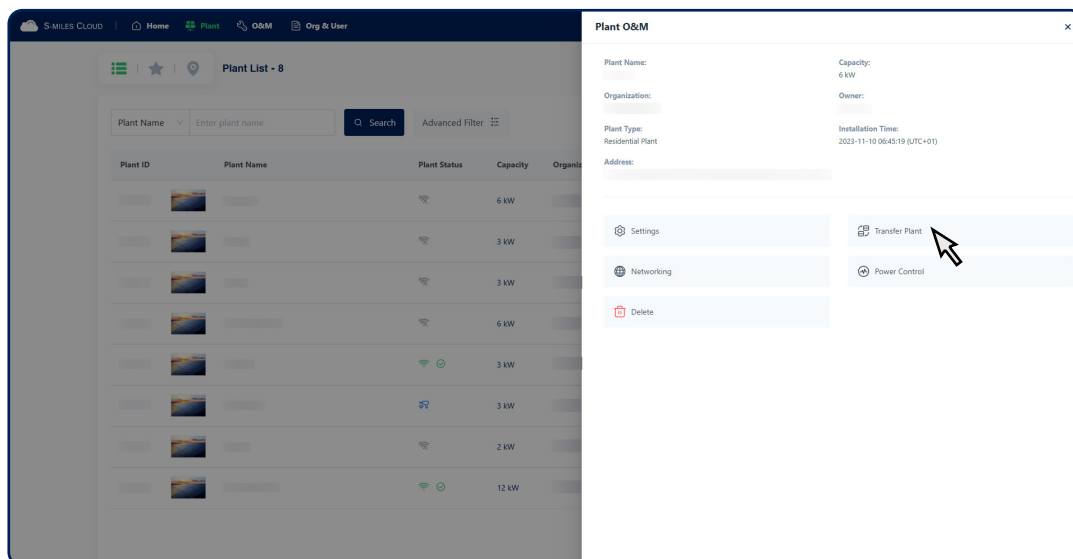 S-MILES CLOUD Home Plant O&M Org & User
Plant List - 8
Plant Name Enter plant name Search Advanced Filter
Plant ID Plant Name Plant Status Capacity Organiz
6 kW
3 kW
3 kW
6 kW
3 kW
3 kW
2 kW
12 kW
Plant O&M
Plant Name: Capacity:
6 kW
Organization: Owner:
Plant Type: Installation Time:
Residential Plant 2023-11-10 06:45:19 (UTC+01)
Address:
Settings Transfer Plant
Networking Power Control
Delete